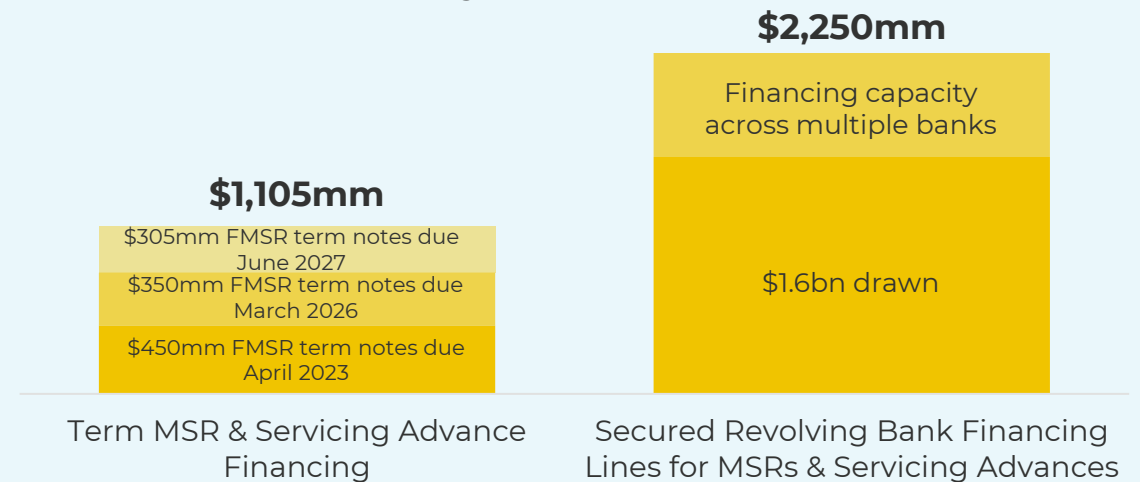 $2,250mm
Financing capacity
across multiple banks
$1,105mm
$305mm FMSR term notes due
June 2027
$350mm FMSR term notes due
March 2026
$450mm FMSR term notes due
April 2023
$1.6bn drawn
Term MSR & Servicing Advance
Financing
Secured Revolving Bank Financing
Lines for MSRs & Servicing Advances